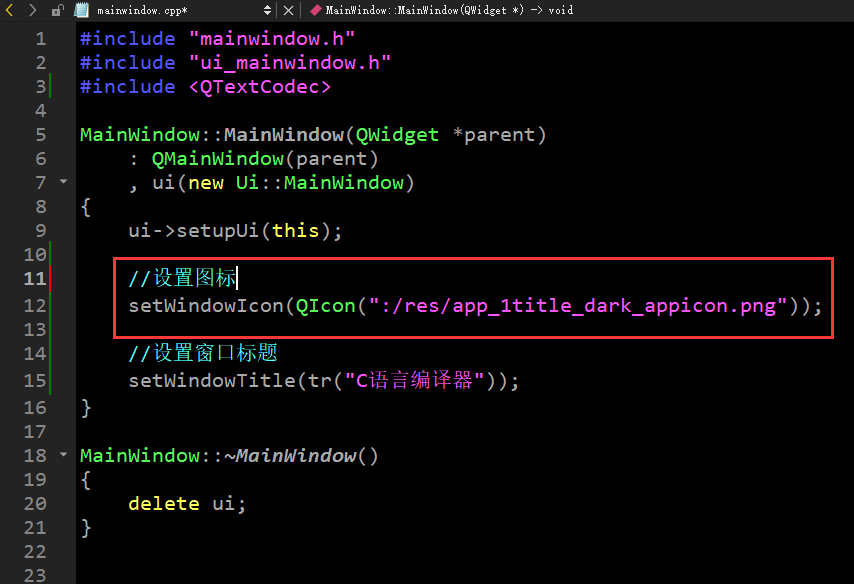 mainwindow.cpp* MainWindow::MainWindow(QWidget *) -> void
1 #include "mainwindow.h"
2 #include "ui_mainwindow.h"
3 #include <QTextCodec>
4
5 MainWindow::MainWindow(QWidget *parent)
6 : QMainWindow(parent)
7 , ui(new Ui::MainWindow)
8 {
9 ui->setupUi(this);
10
11 //设置图标
12 setWindowIcon(QIcon(":/res/app_1title_dark_appicon.png"));
13
14 //设置窗口标题
15 setWindowTitle(tr("C语言编译器"));
16 }
17
18 MainWindow::~MainWindow()
19 {
20 delete ui;
21 }
22
23